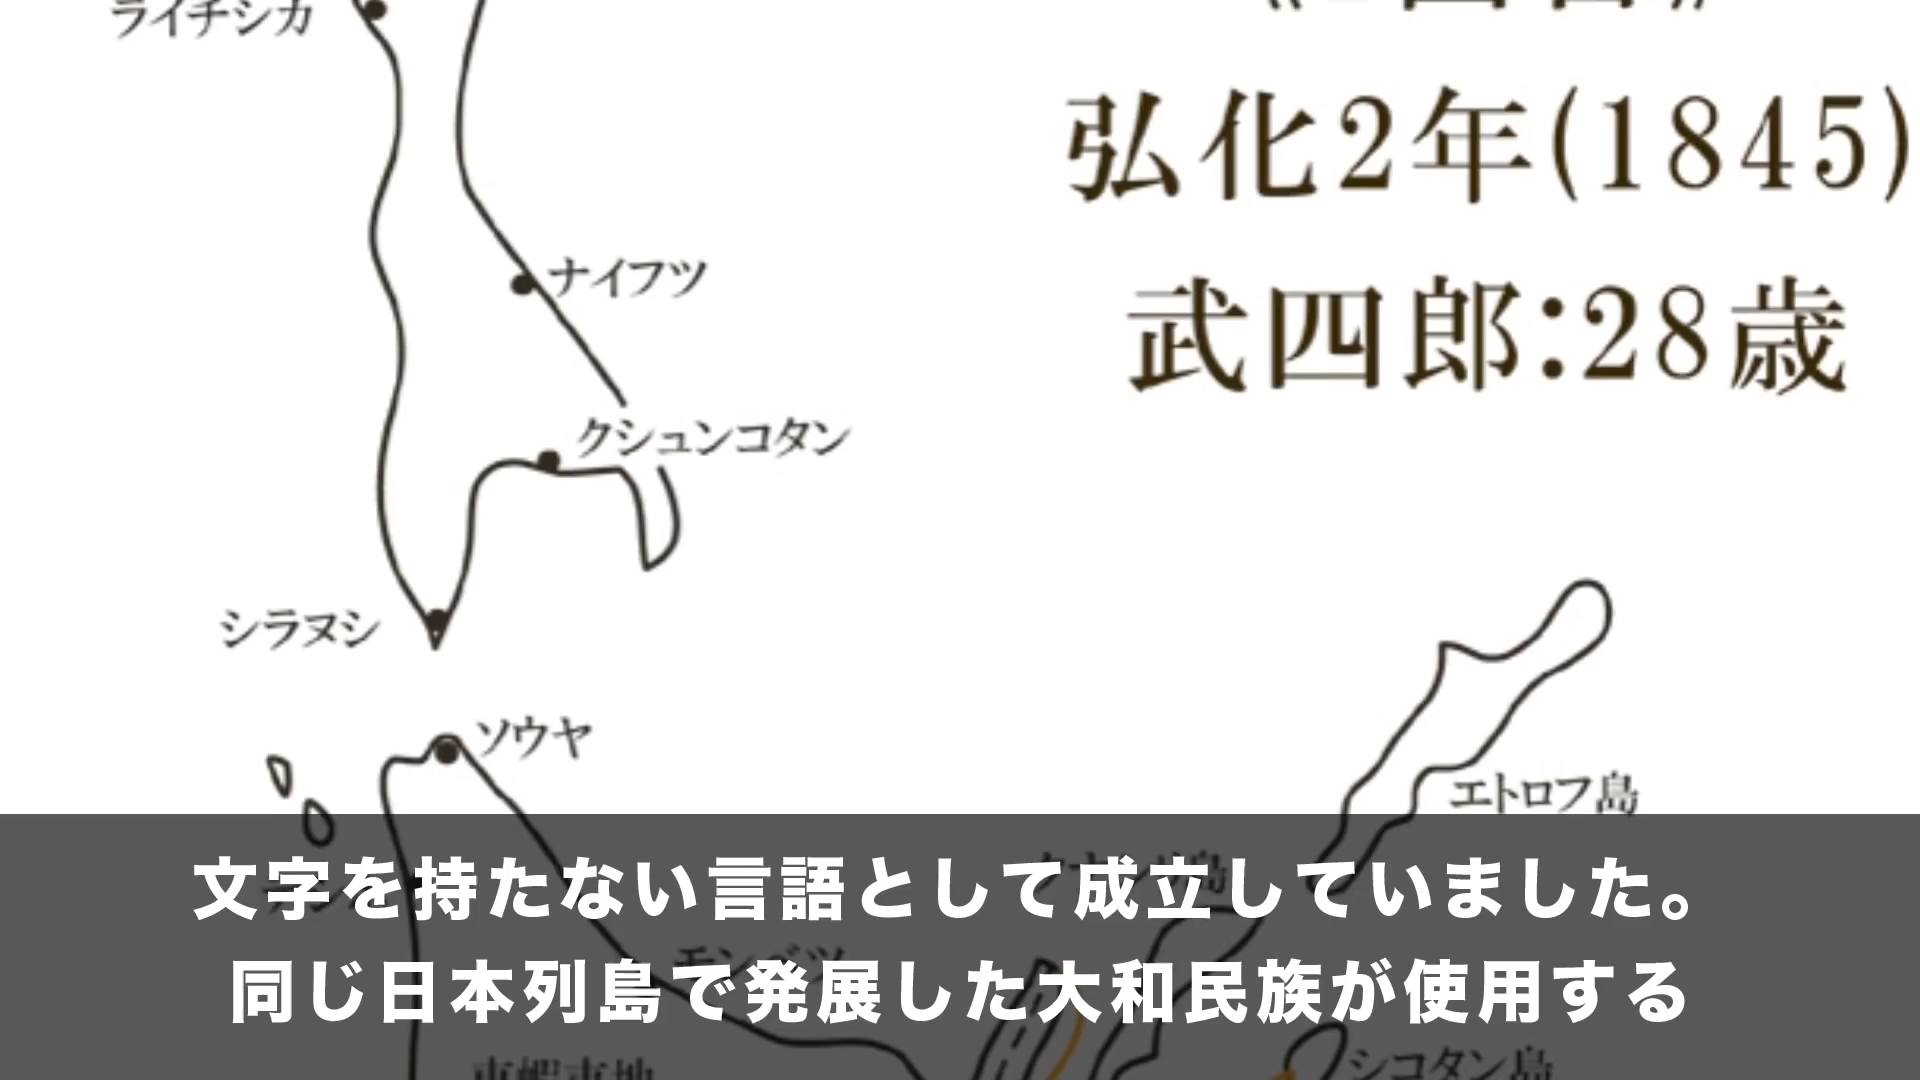 ライチシカ
弘化2年(1845)
ナイフツ
武四郎:28歳
クシュンコタン
シラヌシ
ソウヤ
エトロフ島
文字を持たない言語として成立していました。
モンベツ
同じ日本列島で発展した大和民族が使用する
シコタン島